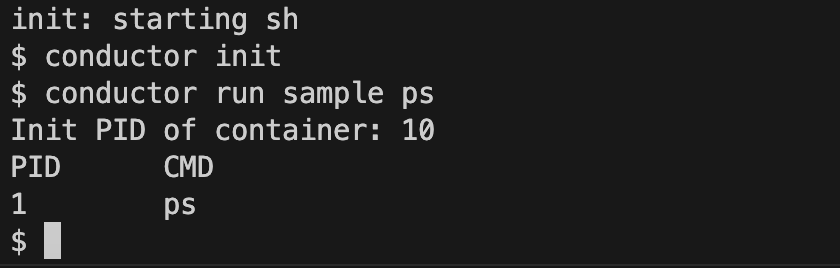 init: starting sh
$ conductor init
$ conductor run sample ps
Init PID of container: 10
PID CMD
1 ps
$